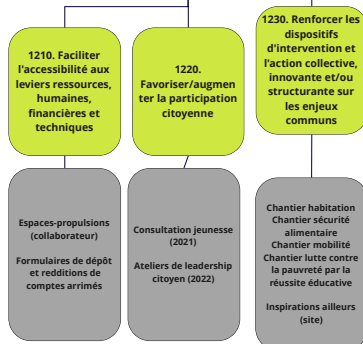 1210. Faciliter
l'accessibilité aux
leviers ressources,
humaines,
financières et
techniques
1220.
Favoriser/augmen
ter la participation
citoyenne
1230. Renforcer les
dispositifs
d'intervention et
l'action collective,
innovante et/ou
structurante sur
les enjeux
communs
Espaces-propulsions
(collaborateur)
Formulaires de dépôt
et redditions de
comptes arrimés
Consultation jeunesse
(2021)
Ateliers de leadership
citoyen (2022)
Chantier habitation
Chantier sécurité
alimentaire
Chantier mobilité
Chantier lutte contre
la pauvreté par la
réussite éducative
Inspirations ailleurs
(site)